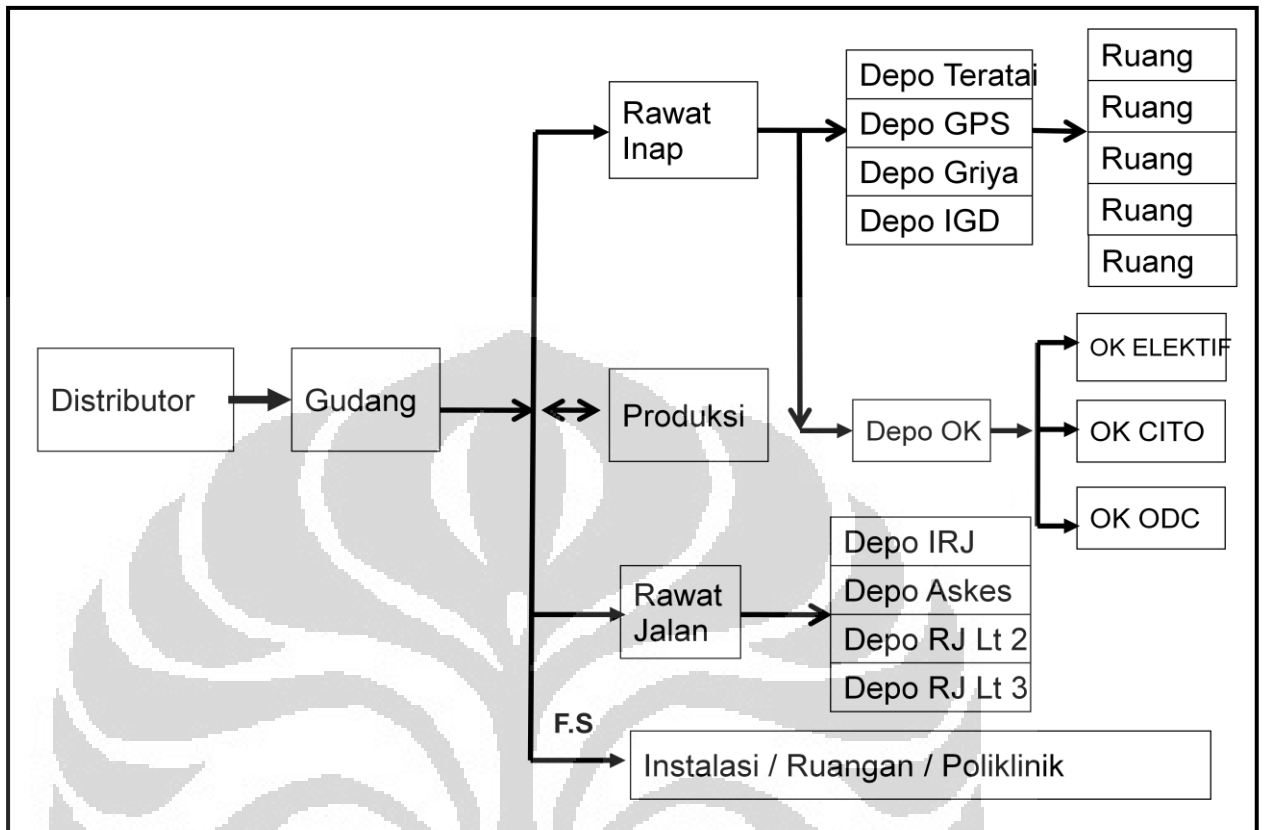 Distributor
Gudang
Rawat
Inap
Depo Teratai
Depo GPS
Depo Griya
Depo IGD
Ruang
Ruang
Ruang
Ruang
Ruang
Produksi
Depo OK
OK ELEKTIF
OK CITO
OK ODC
Rawat
Jalan
Depo IRJ
Depo Askes
Depo RJ Lt 2
Depo RJ Lt 3
F.S
Instalasi / Ruangan / Poliklinik